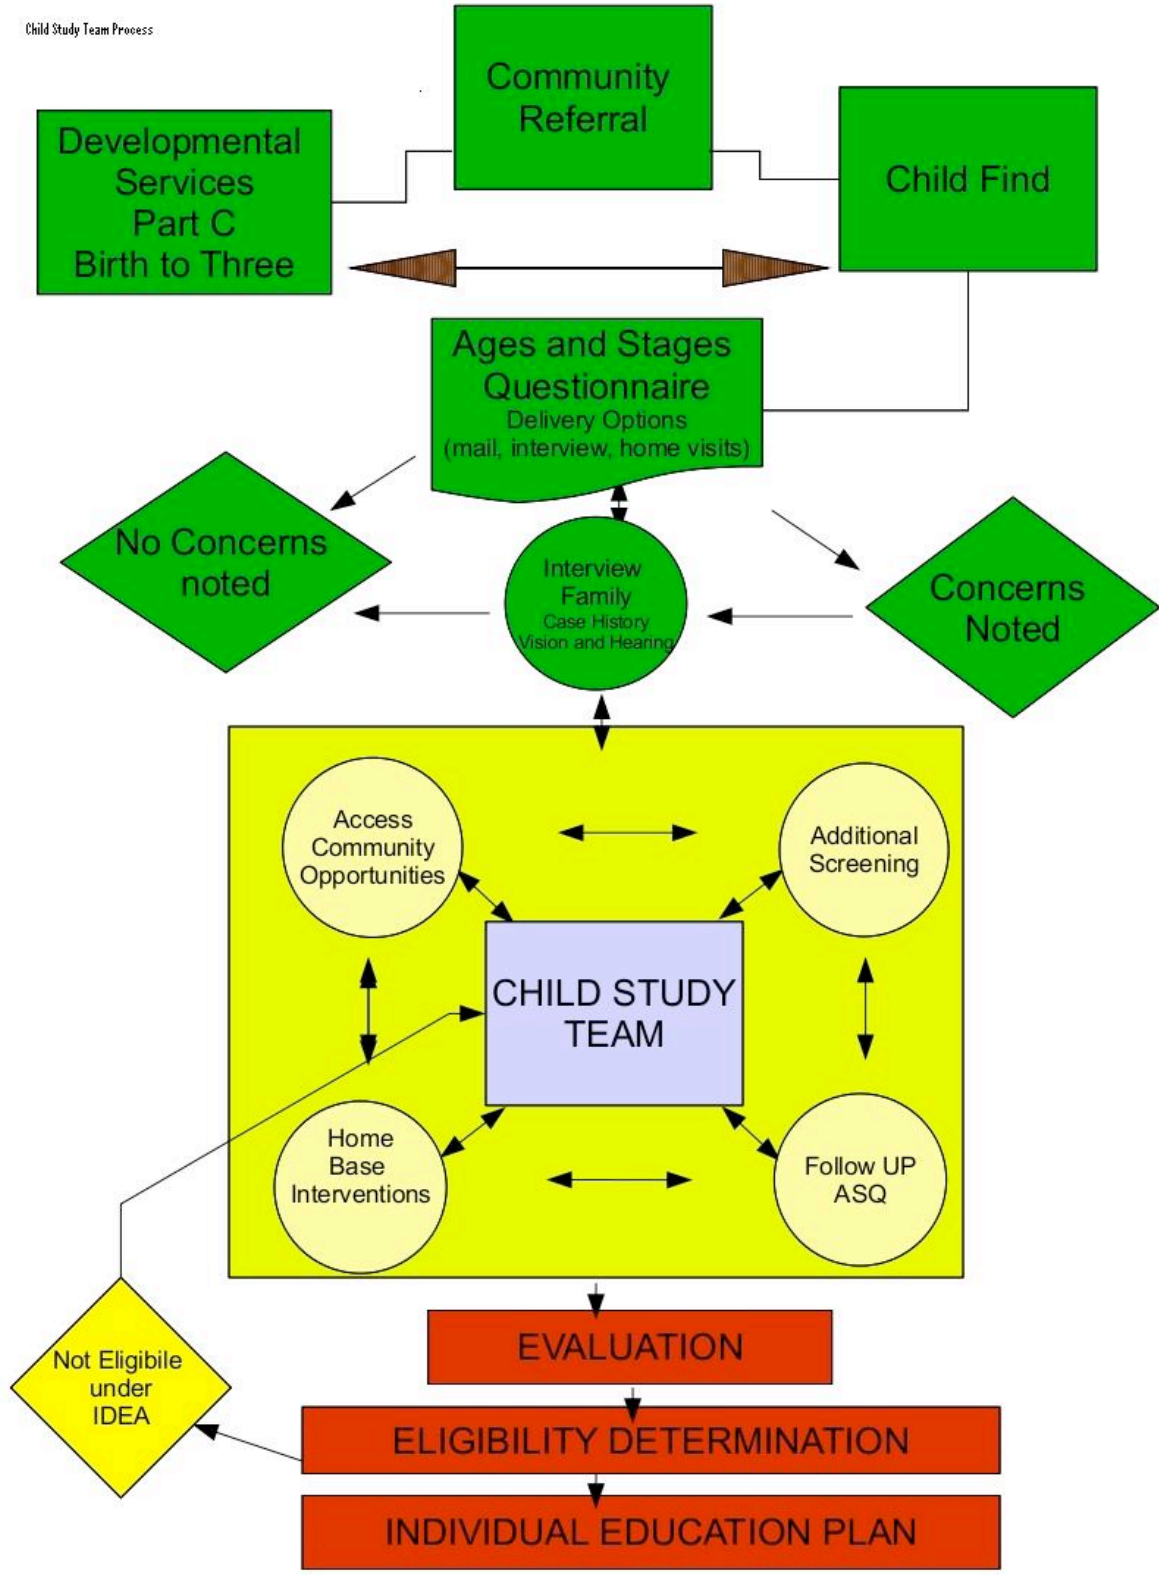 Child Study Team Process
Community
Referral
Developmental
Services
Part C
Birth to Three
Child Find
Ages and Stages
Questionnaire
Delivery Options
(mail, interview, home visits)
No Concerns
noted
Interview
Family
Case History
Vision and Hearing
Concerns
Noted
Access
Community
Opportunities
Additional
Screening
CHILD STUDY
TEAM
Home
Base
Interventions
Follow UP
ASQ
EVALUATION
Not Eligibile
under
IDEA
ELIGIBILITY DETERMINATION
INDIVIDUAL EDUCATION PLAN